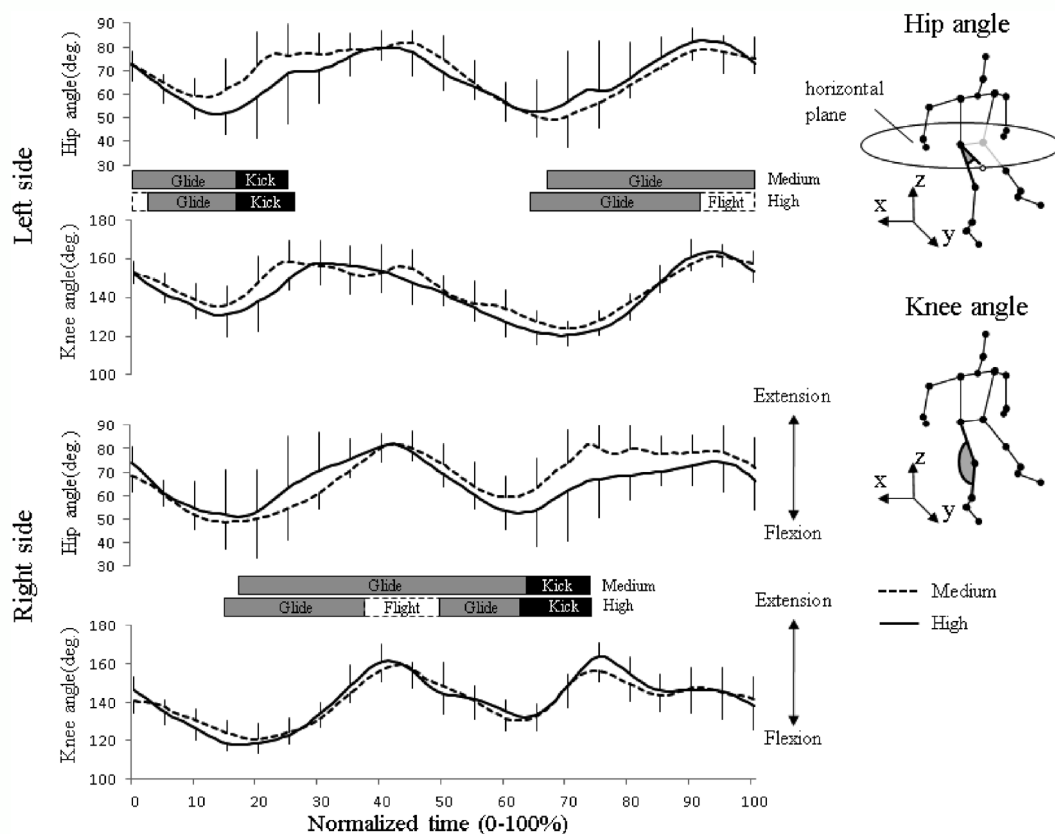 Left side
Hip angle(deg.)
90
80
70
60
50
40
30
Glide Kick Glide Medium
Glide Kick Glide Flight High
Knee angle(deg.)
180
160
140
120
100
Right side
Hip angle(deg.)
90
80
70
60
50
40
30
Extension
Flexion
Glide Kick Medium
Glide Flight Glide Kick High
Knee angle(deg.)
180
160
140
120
100
Extension
Flexion
0 10 20 30 40 50 60 70 80 90 100
Normalized time (0-100%)
Hip angle
horizontal
plane
z
x
y
Knee angle
z
x
y
Medium
High